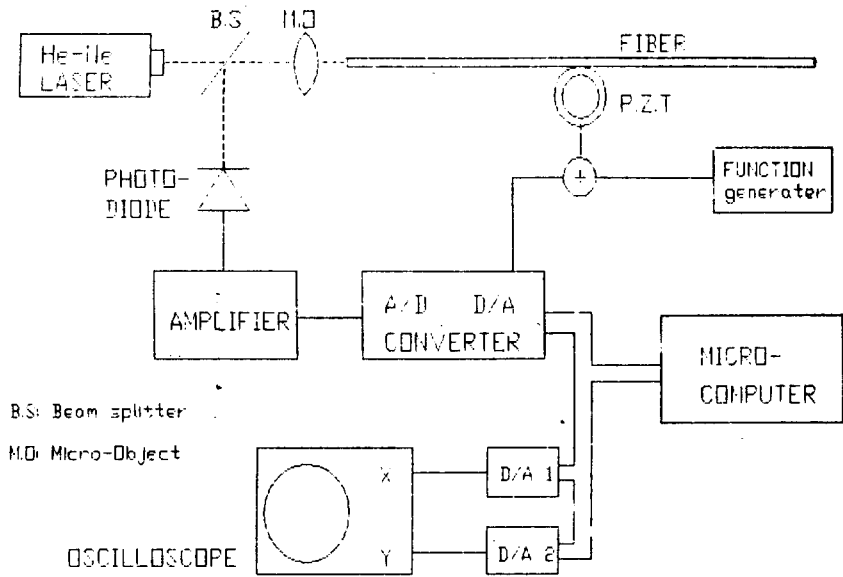 B.S
M.O
He-Ne
LASER
FIBER
P.Z.T
PHOTO-
DIODE
+
FUNCTION
generater
AMPLIFIER
A/D D/A
CONVERTER
MICRO-
COMPUTER
B.S: Beam splitter
M.O: Micro-Object
X
D/A 1
Y
D/A 2
OSCILLOSCOPE